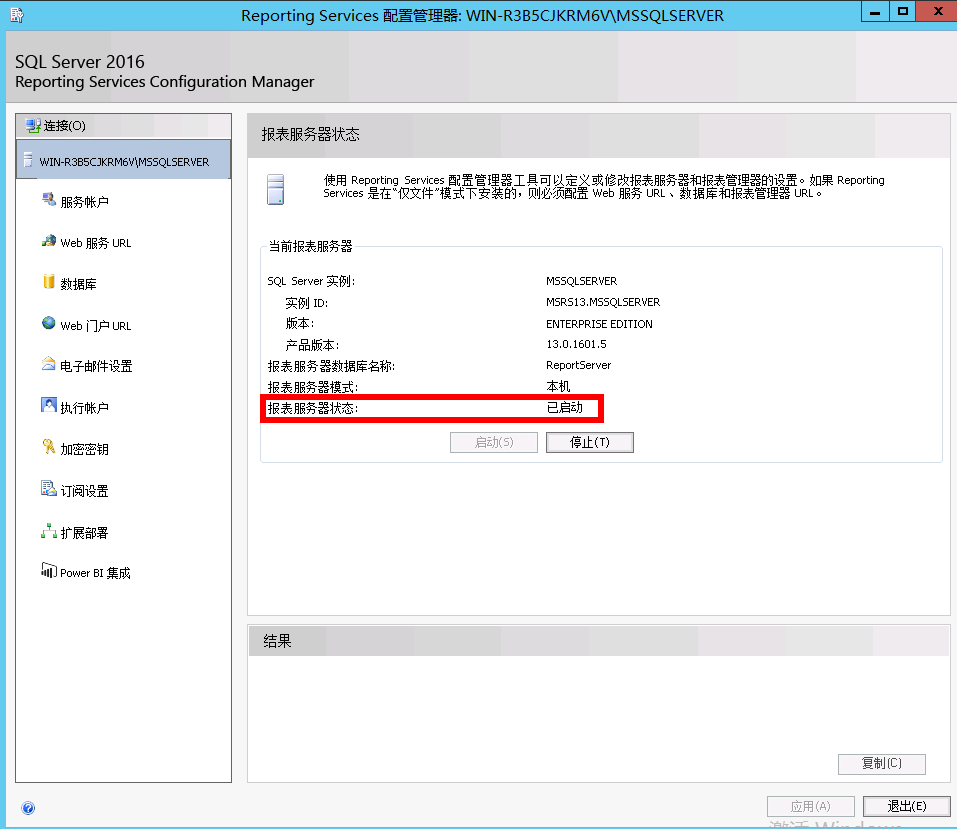 Reporting Services 配置管理器: WIN-R3B5CJKRM6V\MSSQLSERVER
SQL Server 2016
Reporting Services Configuration Manager
连接(O)
WIN-R3B5CJKRM6V\MSSQLSERVER
服务帐户
Web 服务 URL
数据库
Web 门户 URL
电子邮件设置
执行帐户
加密密钥
订阅设置
扩展部署
Power BI 集成
报表服务器状态
使用 Reporting Services 配置管理器工具可以定义或修改报表服务器和报表管理器的设置。如果 Reporting
Services 是在“仅文件”模式下安装的，则必须配置 Web 服务 URL、数据库和报表管理器 URL。
当前报表服务器
SQL Server 实例: MSSQLSERVER
实例 ID: MSRS13.MSSQLSERVER
版本: ENTERPRISE EDITION
产品版本: 13.0.1601.5
报表服务器数据库名称: ReportServer
报表服务器模式: 本机
报表服务器状态: 已启动
启动(S) 停止(T)
结果
复制(C)
应用(A) 退出(E)
激活 Windows